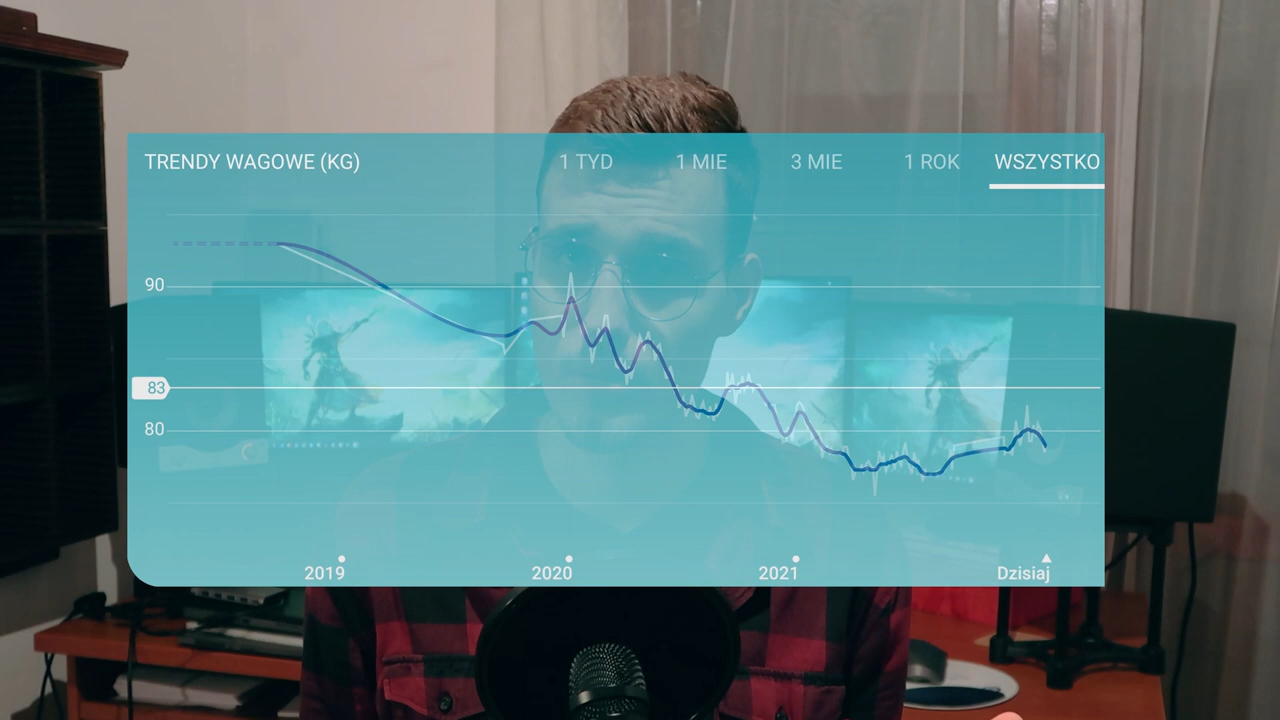 TRENDY WAGOWE (KG) 1 TYD 1 MIE 3 MIE 1 ROK WSZYSTKO
90
83
80
2019 2020 2021 Dzisiaj